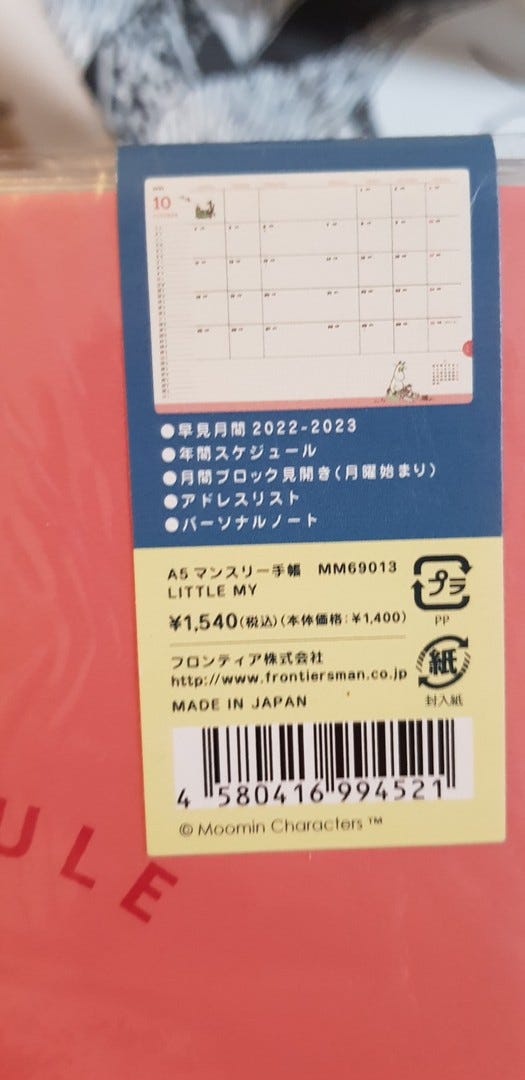 10
●早見月間 2022-2023
●年間スケジュール
●月間ブロック見開き(月曜始まり)
●アドレスリスト
●パーソナルノート
A5 マンスリー手帳 MM69013
LITTLE MY
¥1,540(税込)(本体価格:¥1,400)
プラ
PP
フロンティア株式会社
http://www.frontiersman.co.jp
紙
封入紙
MADE IN JAPAN
4 580416 994521
© Moomin Characters ™
ULE